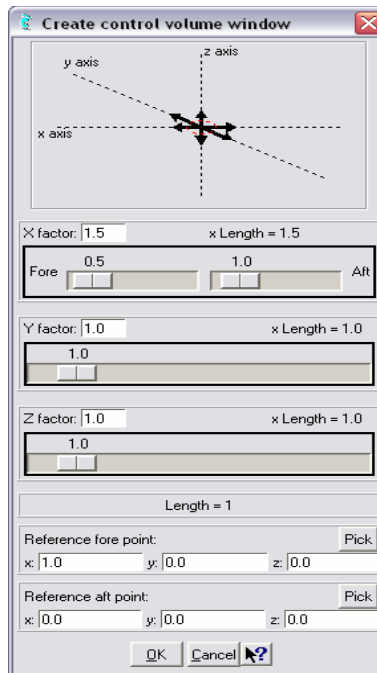 Create control volume window
z axis
y axis
x axis
X factor: 1.5 x Length = 1.5
0.5 1.0
Fore Aft
Y factor: 1.0 x Length = 1.0
1.0
Z factor: 1.0 x Length = 1.0
1.0
Length = 1
Reference fore point: Pick
x: 1.0 y: 0.0 z: 0.0
Reference aft point: Pick
x: 0.0 y: 0.0 z: 0.0
OK Cancel ?